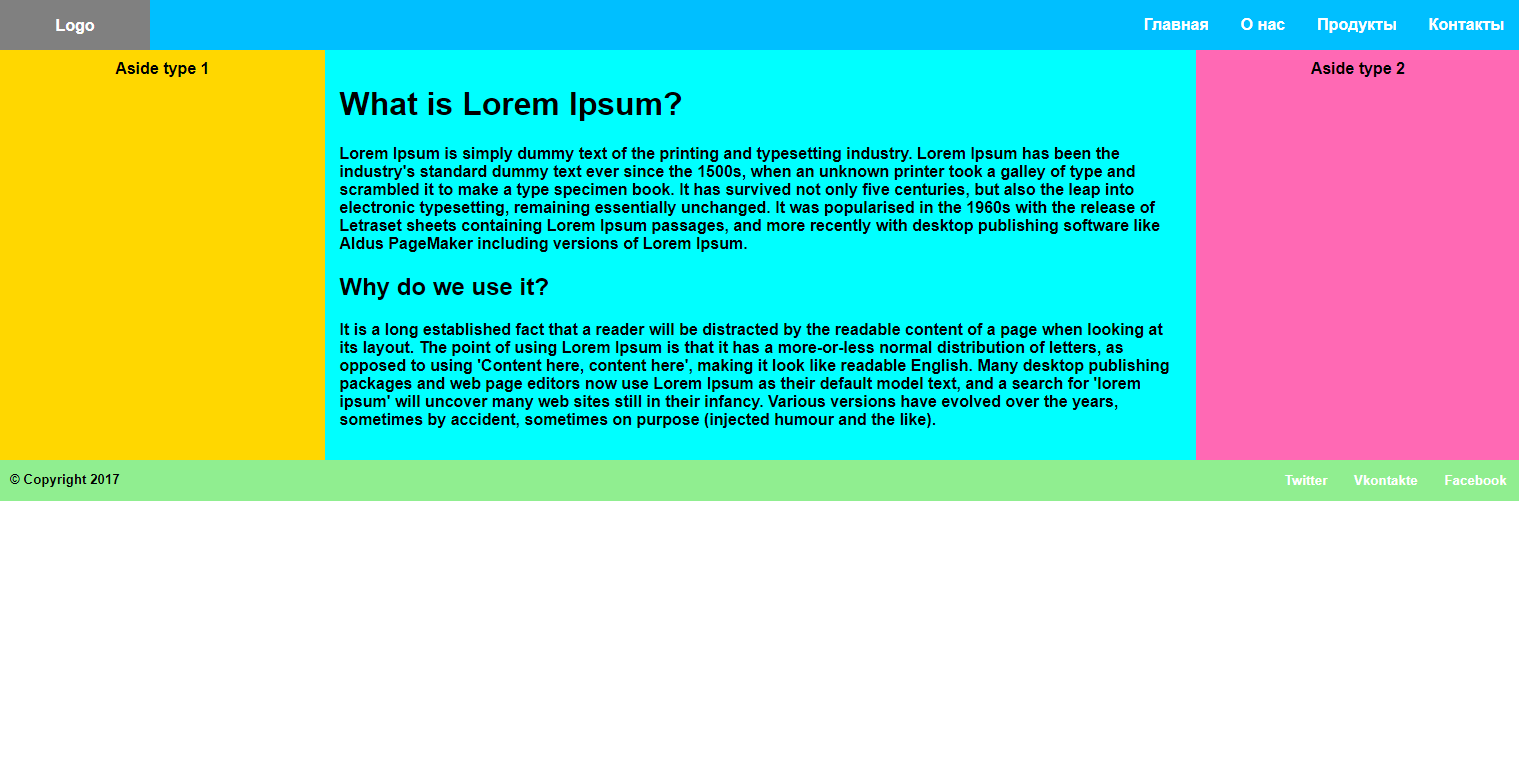 Logo
Главная О нас Продукты Контакты
Aside type 1
What is Lorem Ipsum?
Lorem Ipsum is simply dummy text of the printing and typesetting industry. Lorem Ipsum has been the
industry's standard dummy text ever since the 1500s, when an unknown printer took a galley of type and
scrambled it to make a type specimen book. It has survived not only five centuries, but also the leap into
electronic typesetting, remaining essentially unchanged. It was popularised in the 1960s with the release of
Letraset sheets containing Lorem Ipsum passages, and more recently with desktop publishing software like
Aldus PageMaker including versions of Lorem Ipsum.
Why do we use it?
It is a long established fact that a reader will be distracted by the readable content of a page when looking at
its layout. The point of using Lorem Ipsum is that it has a more-or-less normal distribution of letters, as
opposed to using 'Content here, content here', making it look like readable English. Many desktop publishing
packages and web page editors now use Lorem Ipsum as their default model text, and a search for 'lorem
ipsum' will uncover many web sites still in their infancy. Various versions have evolved over the years,
sometimes by accident, sometimes on purpose (injected humour and the like).
Aside type 2
© Copyright 2017
Twitter Vkontakte Facebook